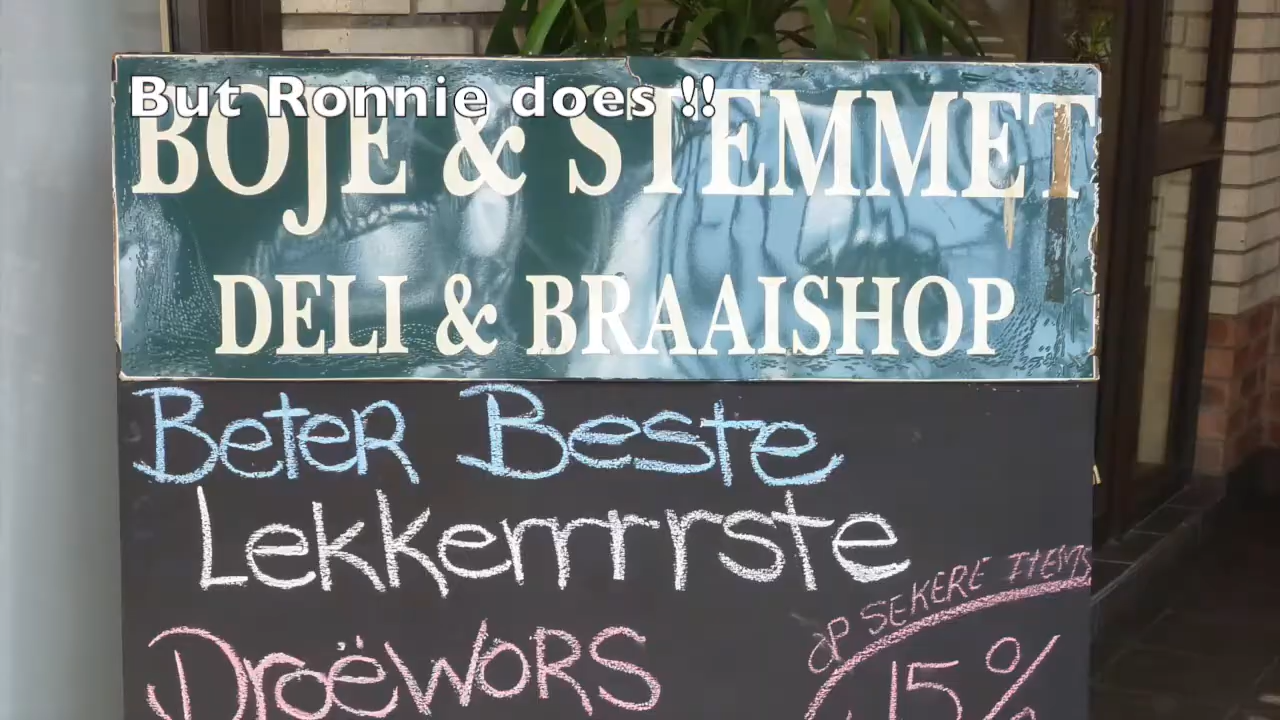 But Ronnie does !!
BOJE & STEMMET
DELI & BRAAISHOP
Beter Beste
Lekkerrrrste
op SEKERE ITEMS
DroëWORS
15%